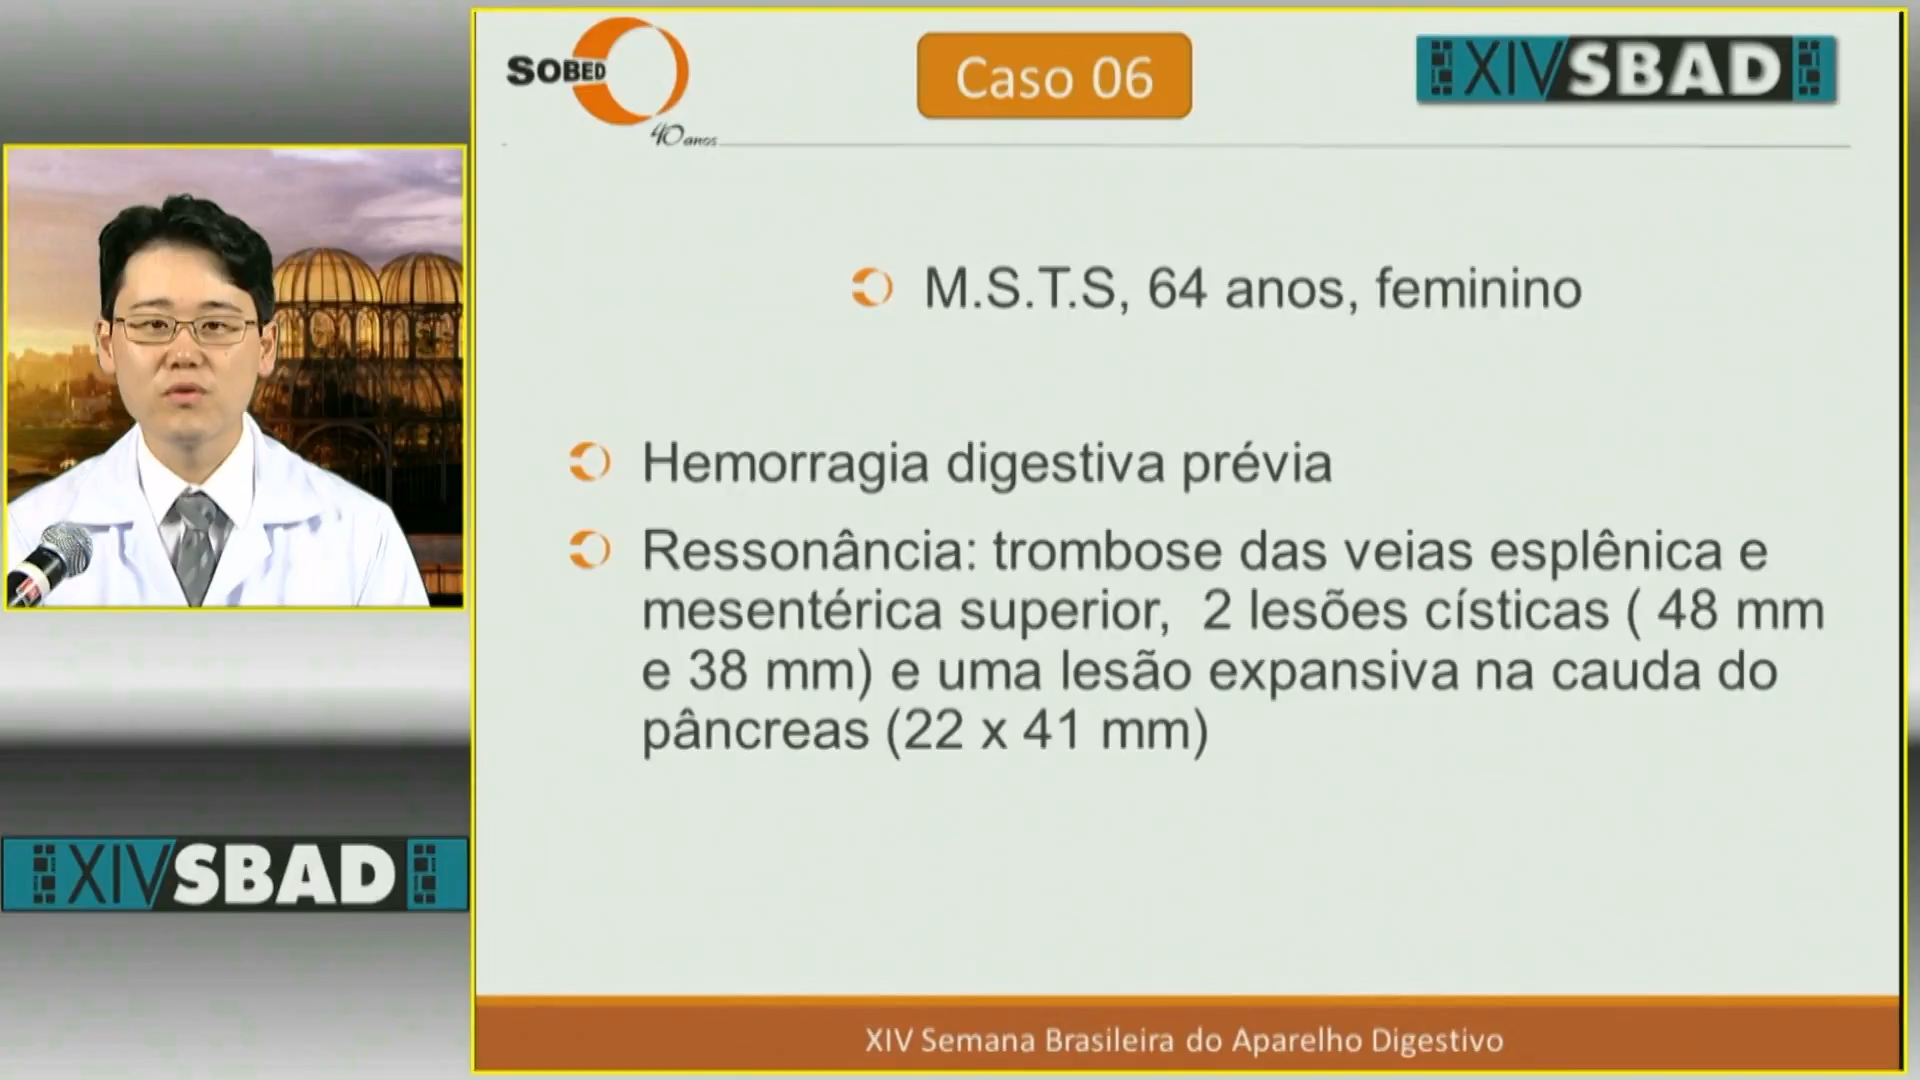 SOBED
40 anos
Caso 06
XIV SBAD
M.S.T.S, 64 anos, feminino
Hemorragia digestiva prévia
Ressonância: trombose das veias esplênica e
mesentérica superior,  2 lesões císticas ( 48 mm
e 38 mm) e uma lesão expansiva na cauda do
pâncreas (22 x 41 mm)
XIV SBAD
XIV Semana Brasileira do Aparelho Digestivo